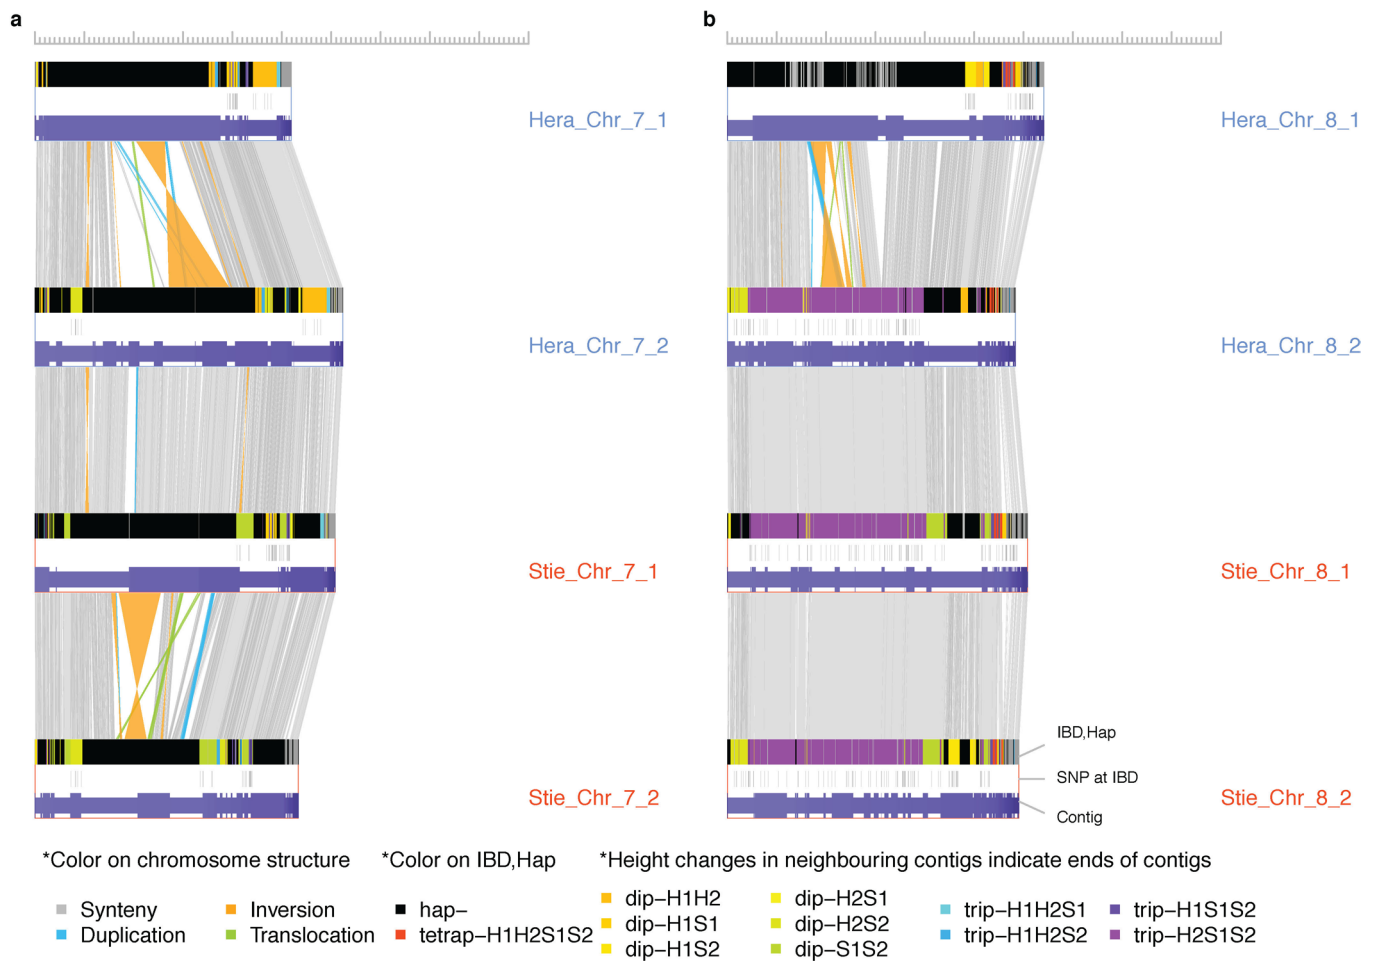 a
b
Hera_Chr_7_1
Hera_Chr_8_1
Hera_Chr_7_2
Hera_Chr_8_2
Stie_Chr_7_1
Stie_Chr_8_1
IBD,Hap
SNP at IBD
Stie_Chr_7_2
Stie_Chr_8_2
Contig
*Color on chromosome structure
*Color on IBD,Hap
*Height changes in neighbouring contigs indicate ends of contigs
Synteny
Inversion
hap–
dip–H1H2
dip–H2S1
trip–H1H2S1
trip–H1S1S2
Duplication
Translocation
tetrap–H1H2S1S2
dip–H1S1
dip–H2S2
trip–H1H2S2
trip–H2S1S2
dip–H1S2
dip–S1S2